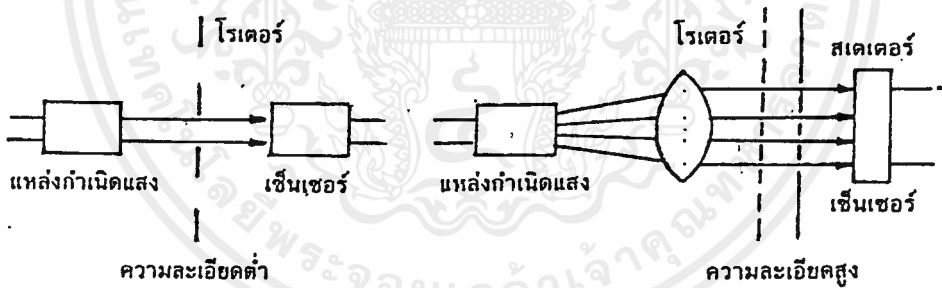 โรเตอร์
โรเตอร์
สเตเตอร์
แหล่งกำเนิดแสง
เซ็นเซอร์
แหล่งกำเนิดแสง
เซ็นเซอร์
ความละเอียดต่ำ
ความละเอียดสูง